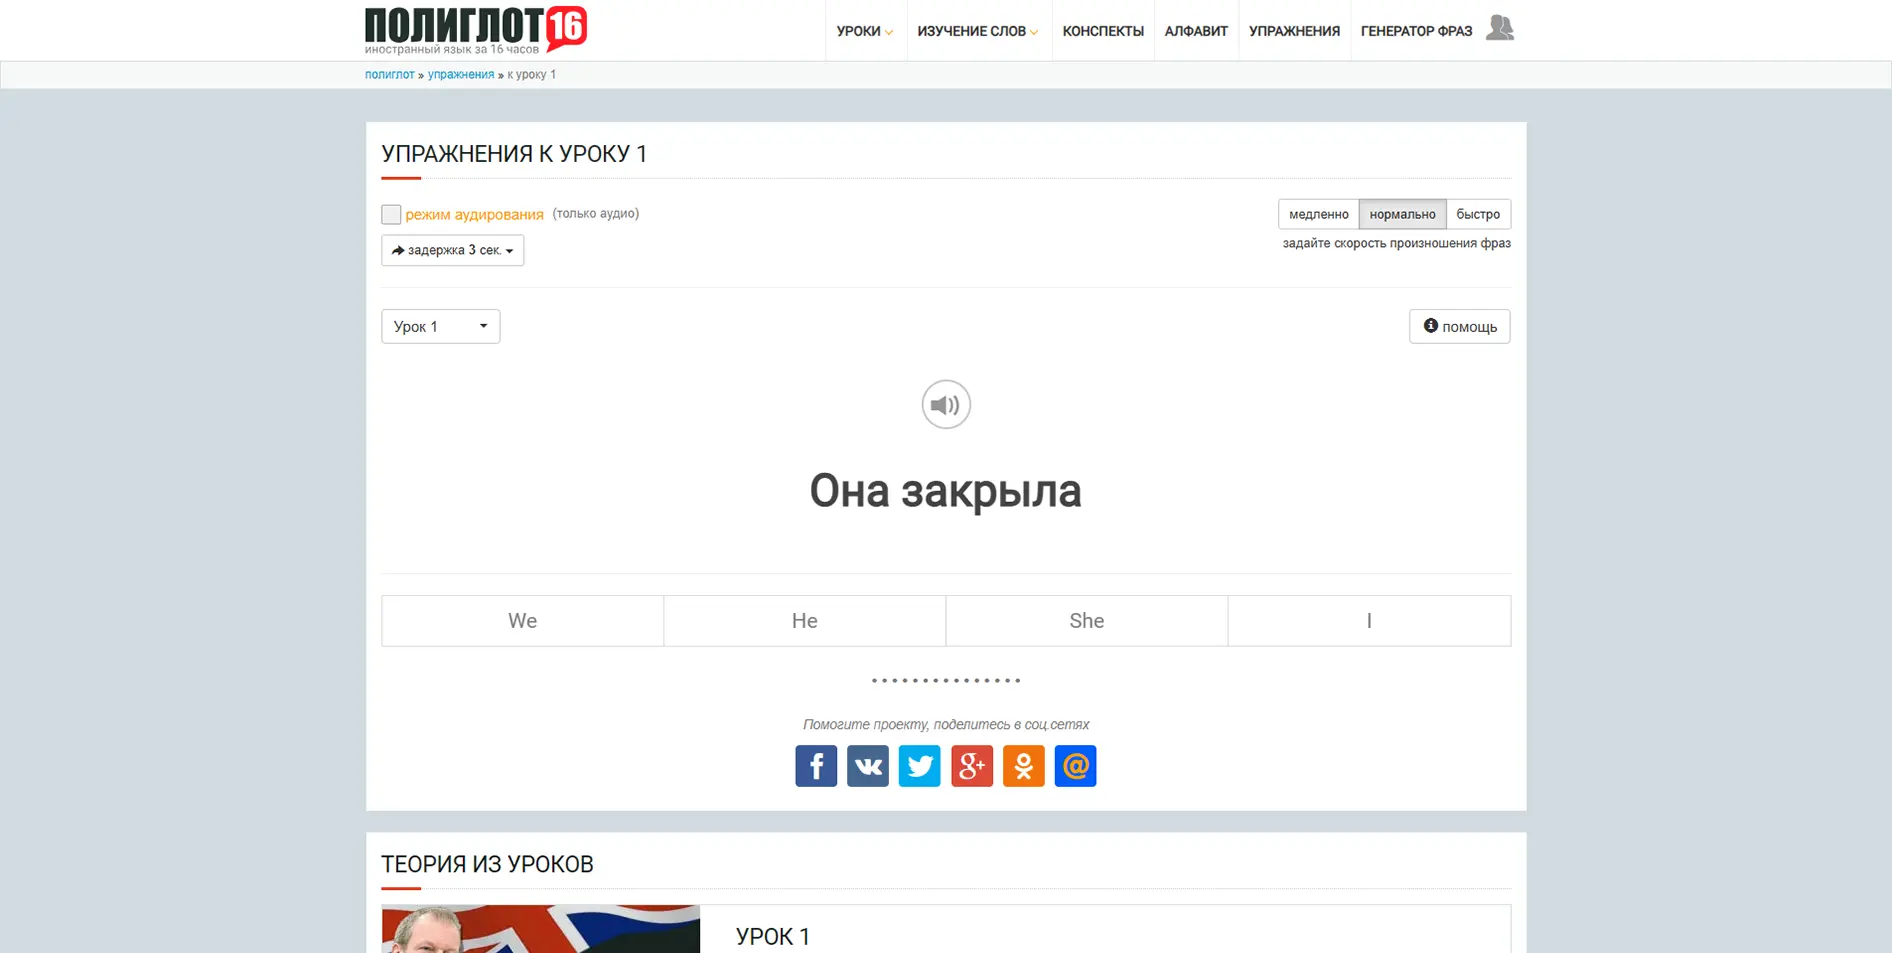 ПОЛИГЛОТ 16
иностранный язык за 16 часов
УРОКИ ИЗУЧЕНИЕ СЛОВ КОНСПЕКТЫ АЛФАВИТ УПРАЖНЕНИЯ ГЕНЕРАТОР ФРАЗ
полиглот » упражнения » к уроку 1
УПРАЖНЕНИЯ К УРОКУ 1
режим аудирования (только аудио)
медленно нормально быстро
задержка 3 сек.
задайте скорость произношения фраз
Урок 1
помощь
Она закрыла
We He She I
Помогите проекту, поделитесь в соц.сетях
ТЕОРИЯ ИЗ УРОКОВ
УРОК 1